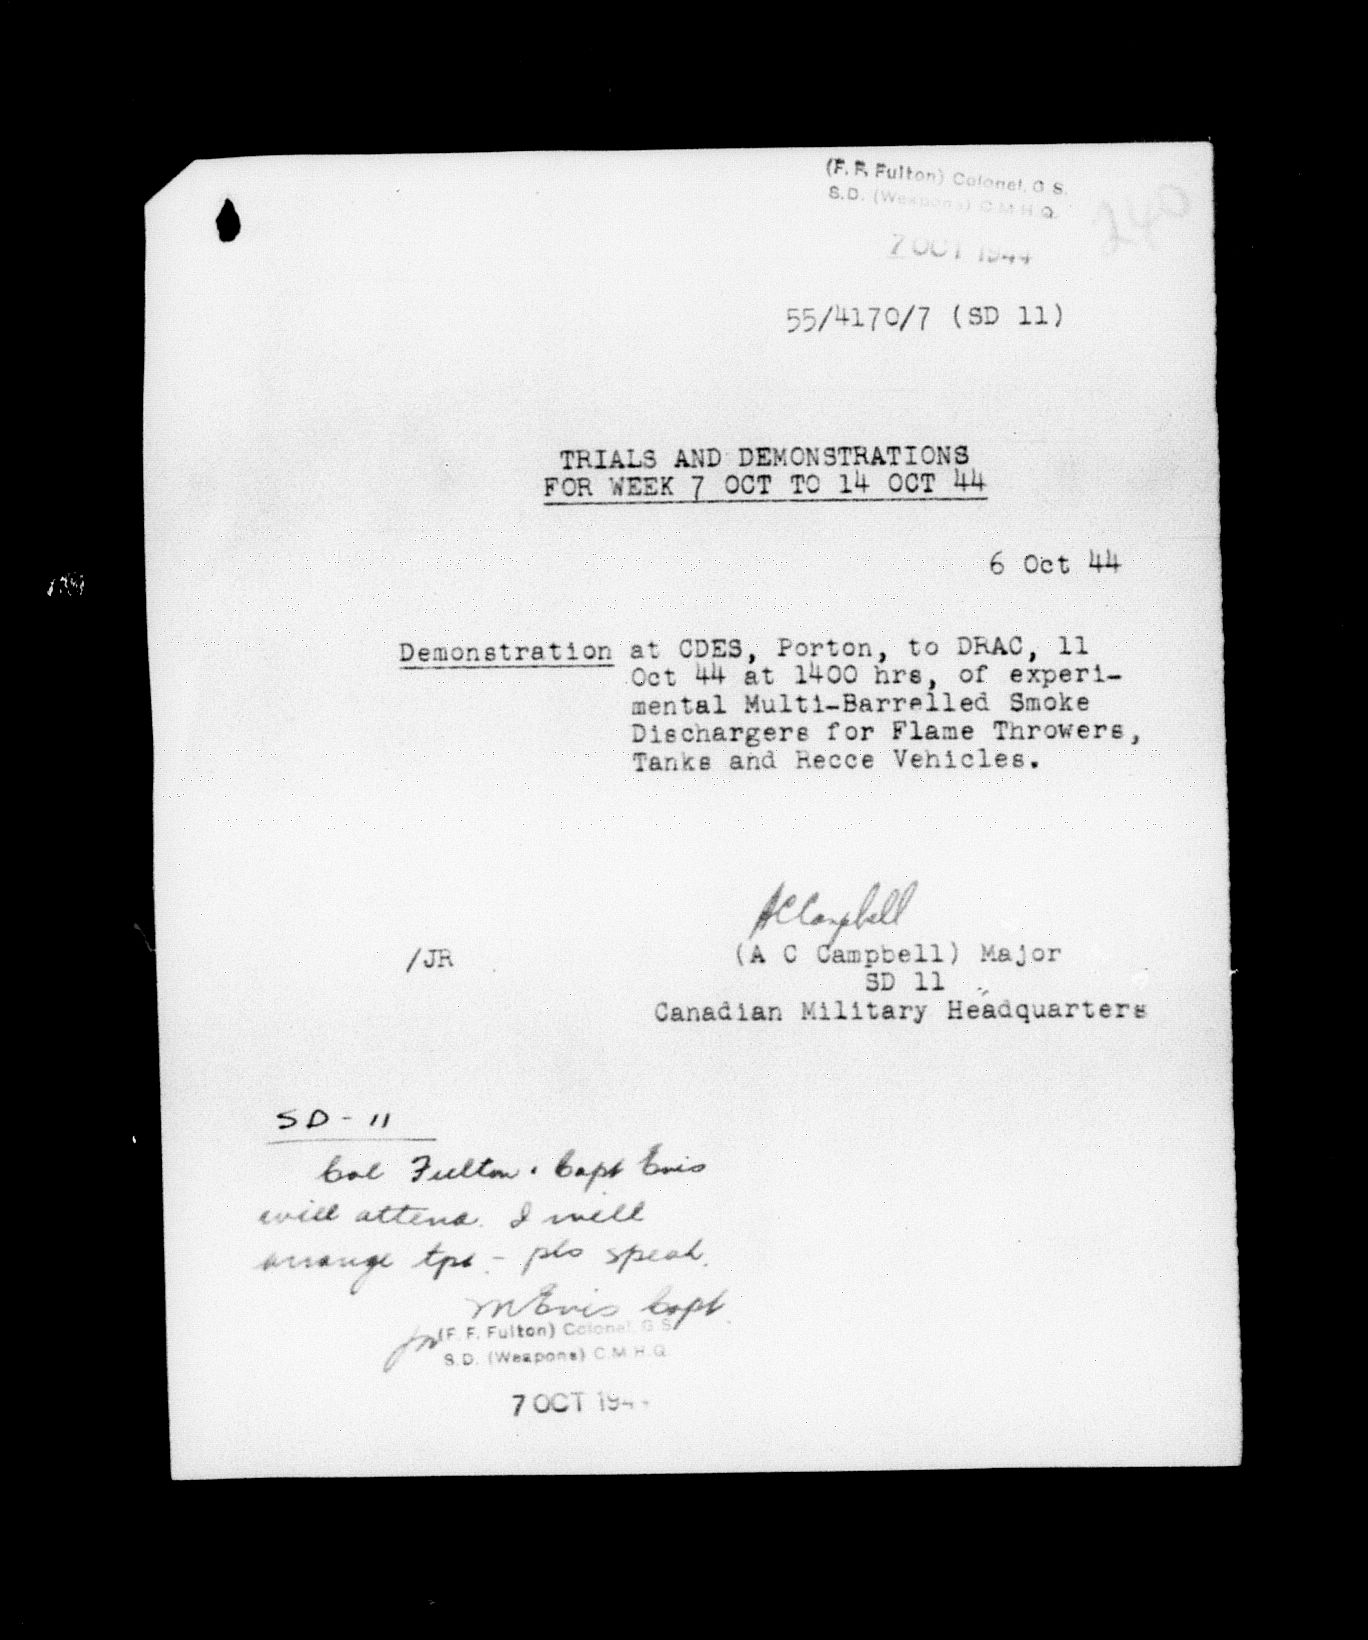 (F. F. Fulton) Colonel, G.S.
S.D. (Weapons) C.M.H.Q.
7 OCT 1944
240
55/4170/7 (SD 11)
TRIALS AND DEMONSTRATIONS
FOR WEEK 7 OCT TO 14 OCT 44
6 Oct 44
Demonstration at CDES, Porton, to DRAC, 11
Oct 44 at 1400 hrs, of experi-
mental Multi-Barrelled Smoke
Dischargers for Flame Throwers,
Tanks and Recce Vehicles.
A C Campbell
/JR (A C Campbell) Major
SD 11
Canadian Military Headquarters
SD - 11
Col Fulton & Capt Evis
will attend. I will
arrange tpt - pls speak.
M Evis Capt
for (F. F. Fulton) Colonel, G.S.
S.D. (Weapons) C.M.H.Q.
7 OCT 194